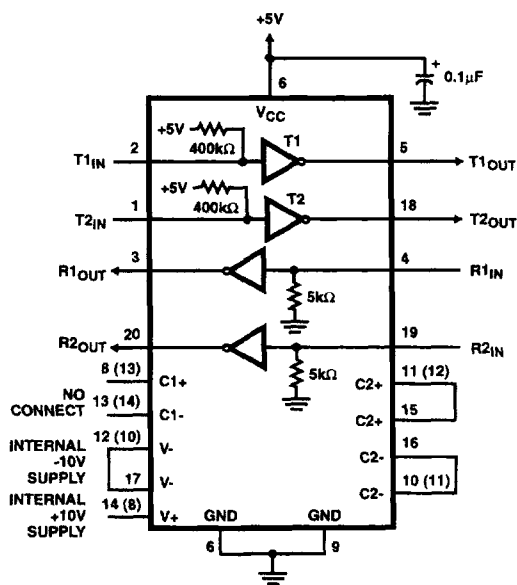 +5V
+
0.1μF
6
VCC
+5V
400kΩ
T1
T1IN
2
5
T1OUT
+5V
400kΩ
T2
T2IN
1
18
T2OUT
R1OUT
3
4
R1IN
5kΩ
R2OUT
20
19
R2IN
5kΩ
8 (13)
C1+
NO
CONNECT
13 (14)
C1-
12 (10)
INTERNAL
-10V
SUPPLY
V-
17
V-
INTERNAL
+10V
SUPPLY
14 (8)
V+
11 (12)
C2+
15
C2+
16
C2-
10 (11)
C2-
GND
GND
6
9